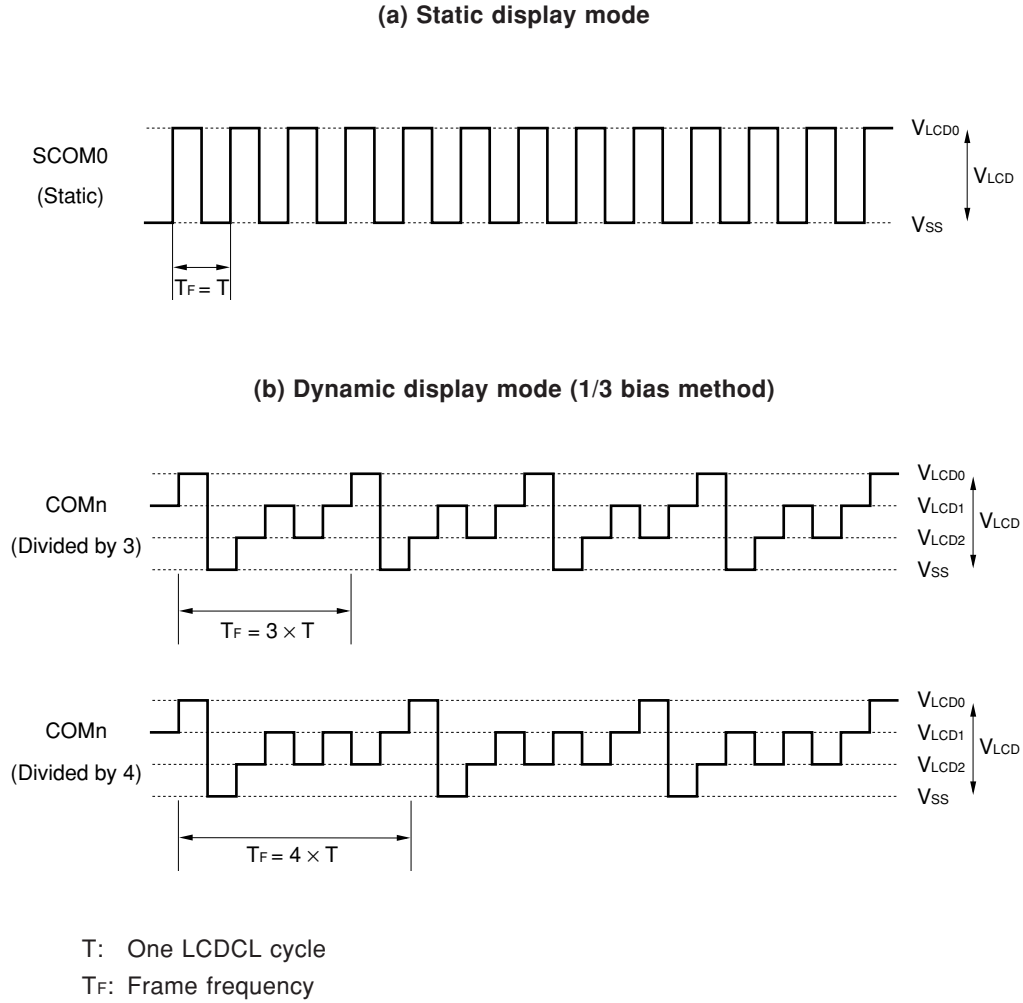 (a) Static display mode
SCOM0
(Static)
VLCD0
VLCD
VSS
TF = T
(b) Dynamic display mode (1/3 bias method)
COMn
(Divided by 3)
VLCD0
VLCD1
VLCD2
VSS
VLCD
TF = 3 × T
COMn
(Divided by 4)
VLCD0
VLCD1
VLCD2
VSS
VLCD
TF = 4 × T
T: One LCDCL cycle
TF: Frame frequency